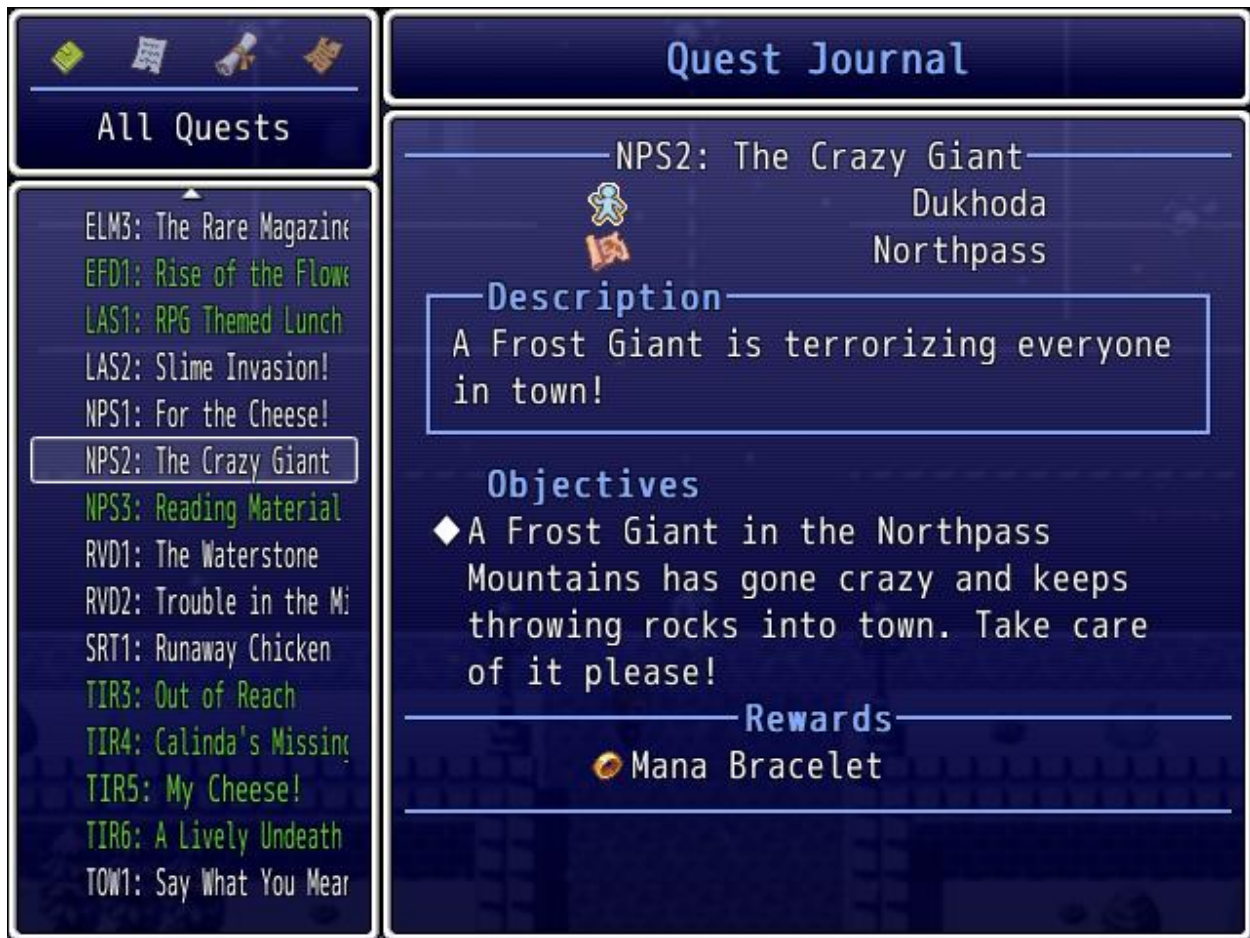 All Quests
ELM3: The Rare Magazine
EFD1: Rise of the Flowe
LAS1: RPG Themed Lunch
LAS2: Slime Invasion!
NPS1: For the Cheese!
NPS2: The Crazy Giant
NPS3: Reading Material
RVD1: The Waterstone
RVD2: Trouble in the Mi
SRT1: Runaway Chicken
TIR3: Out of Reach
TIR4: Calinda's Missing
TIR5: My Cheese!
TIR6: A Lively Undeath
TOW1: Say What You Mean
Quest Journal
NPS2: The Crazy Giant
Dukhoda
Northpass
Description
A Frost Giant is terrorizing everyone
in town!
Objectives
A Frost Giant in the Northpass
Mountains has gone crazy and keeps
throwing rocks into town. Take care
of it please!
Rewards
Mana Bracelet